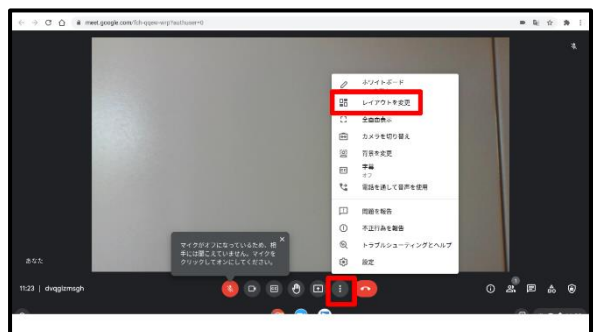 meet.google.com/fch-qqew-wrp?authuser=0
ホワイトボード
レイアウトを変更
全画面表示
カメラを切り替え
背景を変更
字幕
オフ
電話を通して音声を使用
問題を報告
不正行為を報告
トラブルシューティングとヘルプ
設定
マイクがオフになっているため、相
手には聞こえていません。マイクを
クリックしてオンにしてください。
あなた
11:23 | dvqglzmsgh